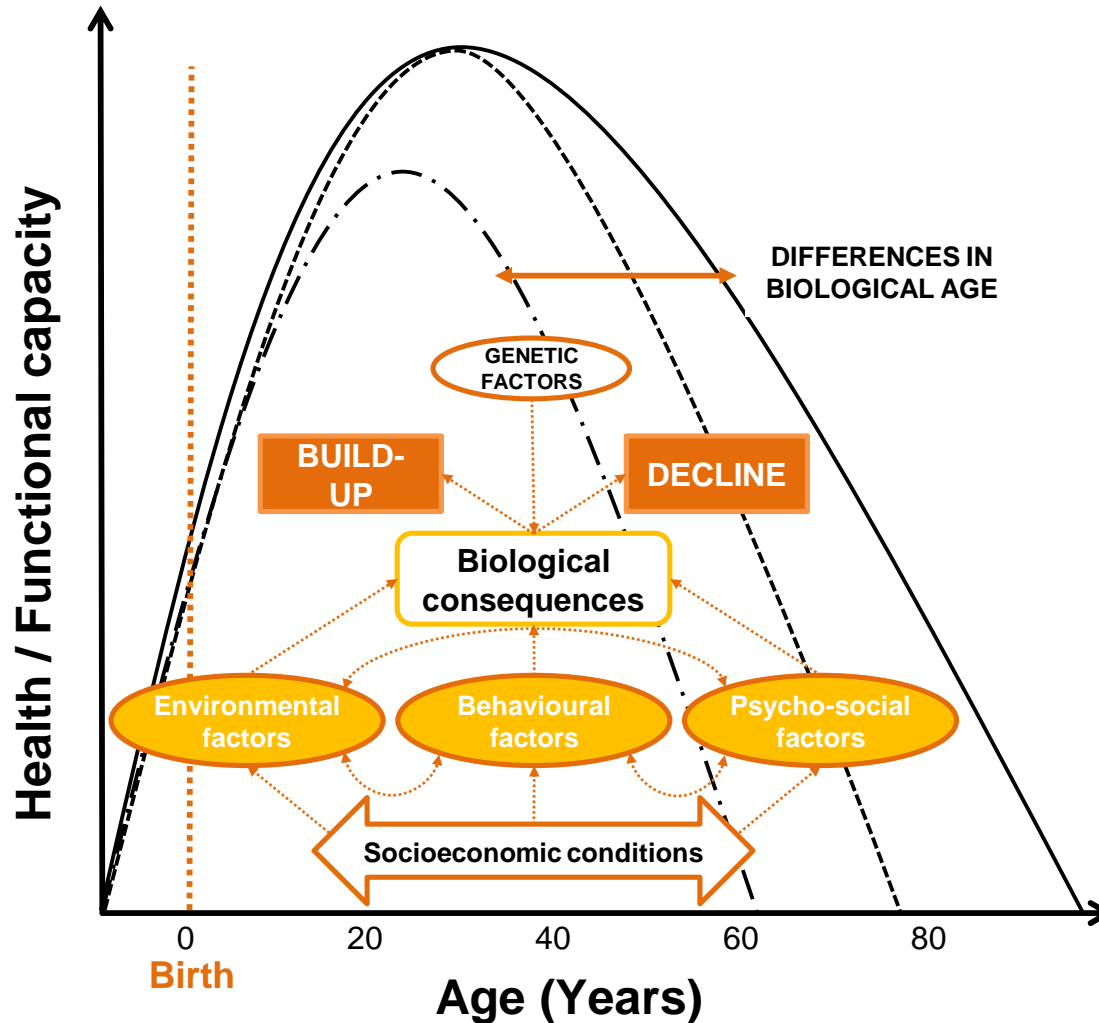 Health / Functional capacity
DIFFERENCES IN
BIOLOGICAL AGE
GENETIC
FACTORS
BUILD-
UP
DECLINE
Biological
consequences
Environmental
factors
Behavioural
factors
Psycho-social
factors
Socioeconomic conditions
0 20 40 60 80
Birth
Age (Years)